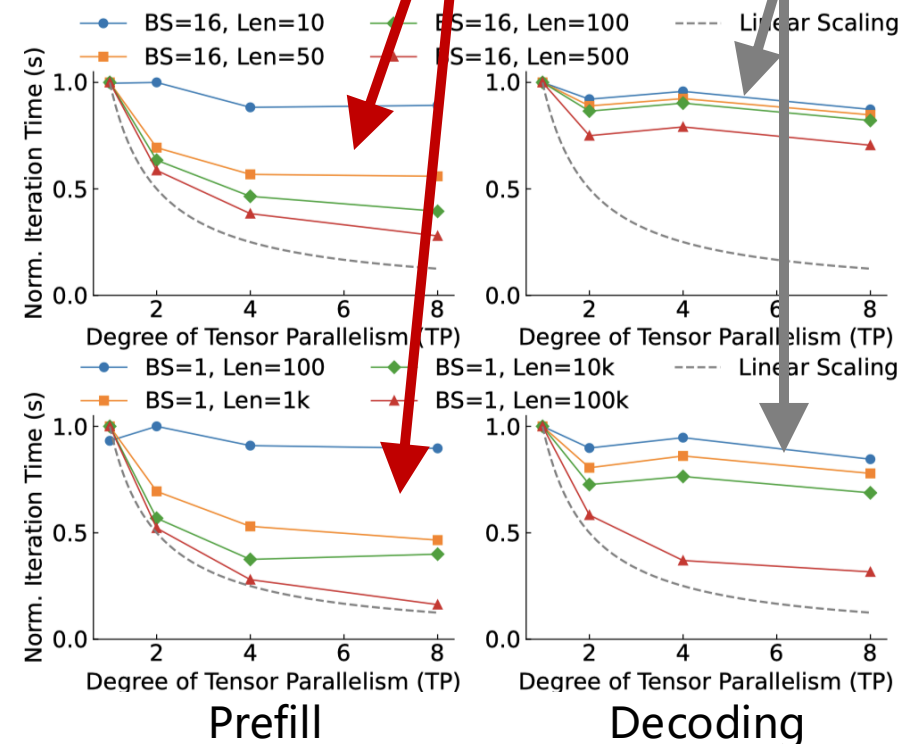 BS=16, Len=10 BS=16, Len=100 Linear Scaling
BS=16, Len=50 BS=16, Len=500
Norm. Iteration Time (s)
1.0 1.0
0.5 0.5
0.0 0.0
2 4 6 8 2 4 6 8
Degree of Tensor Parallelism (TP) Degree of Tensor Parallelism (TP)
BS=1, Len=100 BS=1, Len=10k Linear Scaling
BS=1, Len=1k BS=1, Len=100k
Norm. Iteration Time (s)
1.0 1.0
0.5 0.5
0.0 0.0
2 4 6 8 2 4 6 8
Degree of Tensor Parallelism (TP) Degree of Tensor Parallelism (TP)
Prefill Decoding